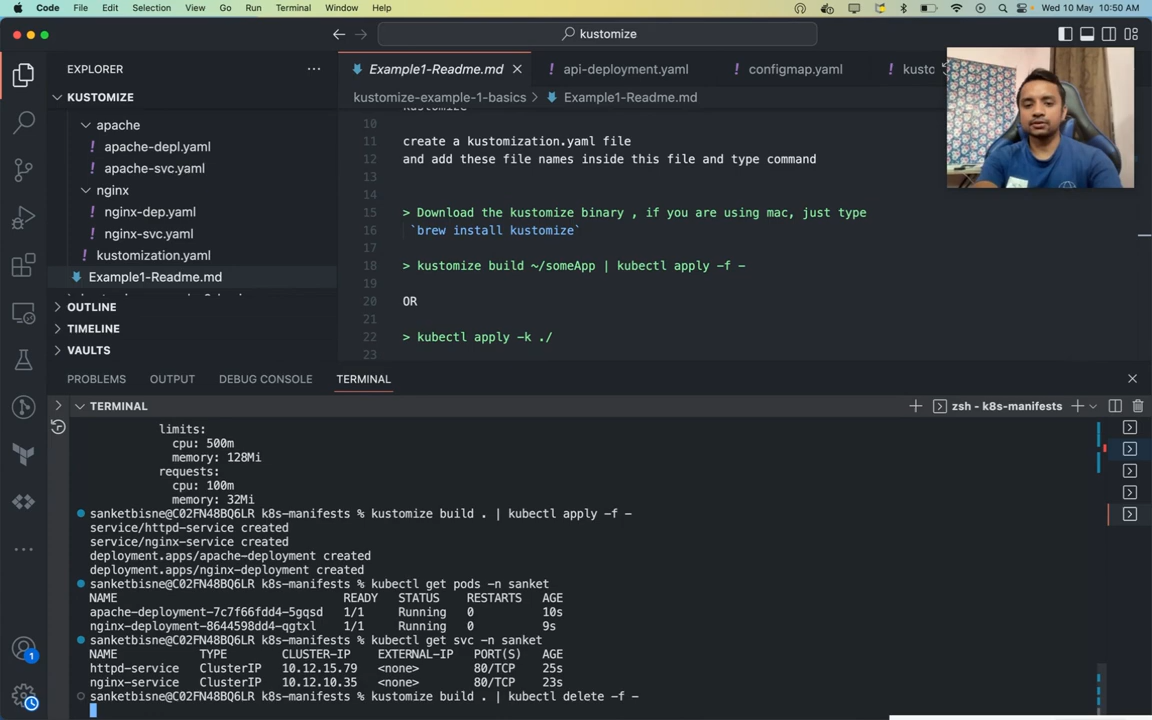 Code File Edit Selection View Go Run Terminal Window Help Wed 10 May 10:50 AM
kustomize
EXPLORER
Example1-Readme.md api-deployment.yaml configmap.yaml kusto
KUSTOMIZE
kustomize-example-1-basics > Example1-Readme.md
apache
apache-depl.yaml
apache-svc.yaml
nginx
nginx-dep.yaml
nginx-svc.yaml
kustomization.yaml
Example1-Readme.md
OUTLINE
TIMELINE
VAULTS
kustomize
10
11 create a kustomization.yaml file
12 and add these file names inside this file and type command
13
14
15 > Download the kustomize binary , if you are using mac, just type
16 `brew install kustomize`
17
18 > kustomize build ~/someApp | kubectl apply -f -
19
20 OR
21
22 > kubectl apply -k ./
23
PROBLEMS OUTPUT DEBUG CONSOLE TERMINAL
TERMINAL zsh - k8s-manifests
limits:
cpu: 500m
memory: 128Mi
requests:
cpu: 100m
memory: 32Mi
sanketbisne@C02FN48BQ6LR k8s-manifests % kustomize build . | kubectl apply -f -
service/httpd-service created
service/nginx-service created
deployment.apps/apache-deployment created
deployment.apps/nginx-deployment created
sanketbisne@C02FN48BQ6LR k8s-manifests % kubectl get pods -n sanket
NAME READY STATUS RESTARTS AGE
apache-deployment-7c7f66fdd4-5gqsd 1/1 Running 0 10s
nginx-deployment-8644598dd4-qgtxl 1/1 Running 0 9s
sanketbisne@C02FN48BQ6LR k8s-manifests % kubectl get svc -n sanket
NAME TYPE CLUSTER-IP EXTERNAL-IP PORT(S) AGE
httpd-service ClusterIP 10.12.15.79 <none> 80/TCP 25s
nginx-service ClusterIP 10.12.10.35 <none> 80/TCP 23s
sanketbisne@C02FN48BQ6LR k8s-manifests % kustomize build . | kubectl delete -f -
1